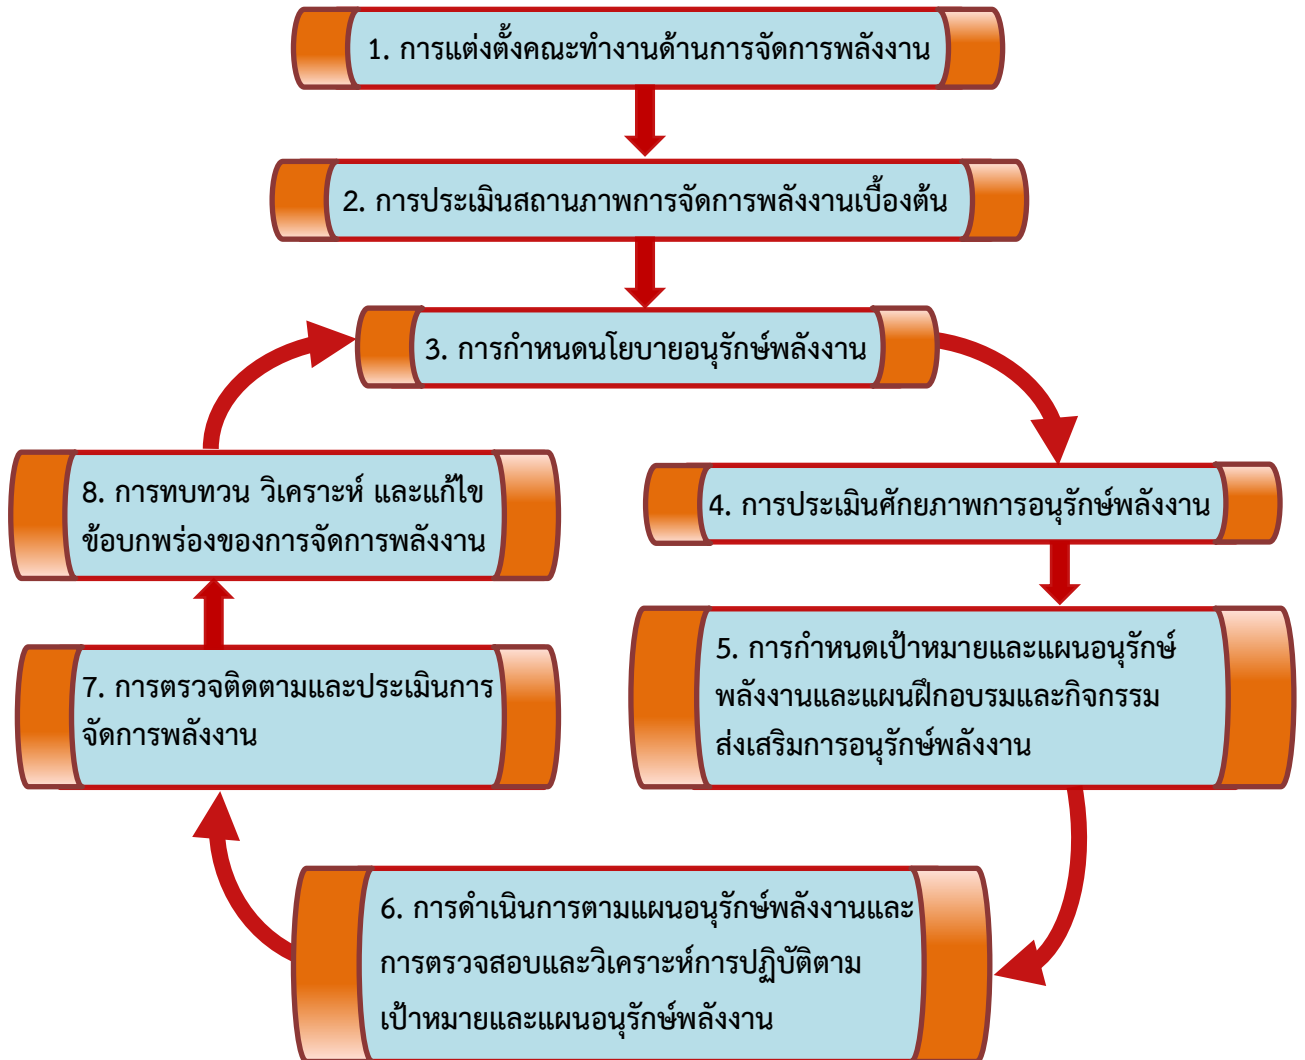 1. การแต่งตั้งคณะทำงานด้านการจัดการพลังงาน
2. การประเมินสถานภาพการจัดการพลังงานเบื้องต้น
3. การกำหนดนโยบายอนุรักษ์พลังงาน
4. การประเมินศักยภาพการอนุรักษ์พลังงาน
5. การกำหนดเป้าหมายและแผนอนุรักษ์
พลังงานและแผนฝึกอบรมและกิจกรรม
ส่งเสริมการอนุรักษ์พลังงาน
6. การดำเนินการตามแผนอนุรักษ์พลังงานและ
การตรวจสอบและวิเคราะห์การปฏิบัติตาม
เป้าหมายและแผนอนุรักษ์พลังงาน
7. การตรวจติดตามและประเมินการ
จัดการพลังงาน
8. การทบทวน วิเคราะห์ และแก้ไข
ข้อบกพร่องของการจัดการพลังงาน